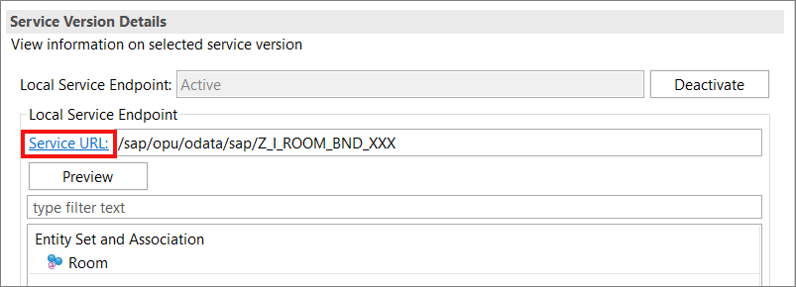 Service Version Details
View information on selected service version
Local Service Endpoint: Active Deactivate
Local Service Endpoint
Service URL: /sap/opu/odata/sap/Z_I_ROOM_BND_XXX
Preview
type filter text
Entity Set and Association
Room